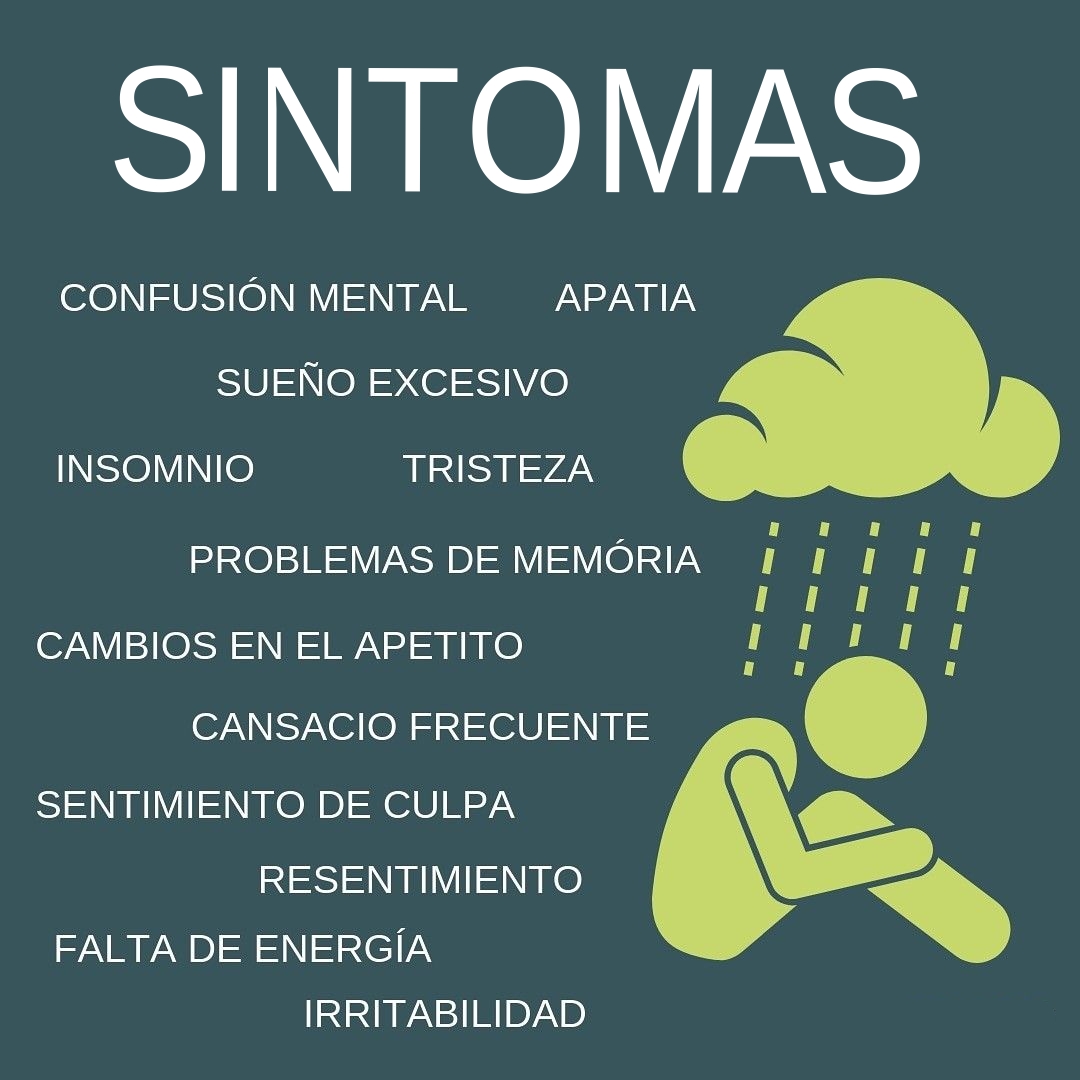 SINTOMAS
CONFUSIÓN MENTAL APATIA
SUEÑO EXCESIVO
INSOMNIO TRISTEZA
PROBLEMAS DE MEMÓRIA
CAMBIOS EN EL APETITO
CANSACIO FRECUENTE
SENTIMIENTO DE CULPA
RESENTIMIENTO
FALTA DE ENERGÍA
IRRITABILIDAD